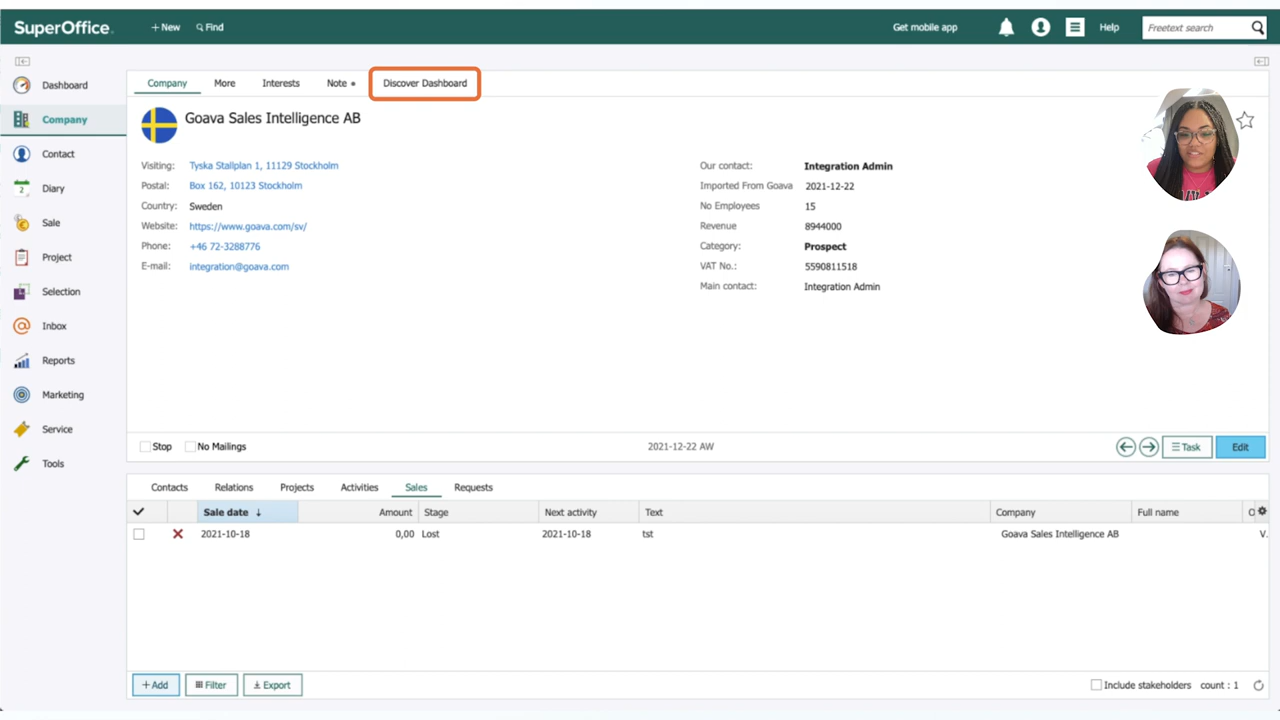 SuperOffice.
+ New
Find
Get mobile app
Help
Freetext search
Dashboard
Company
Contact
2
Diary
Sale
Project
Selection
Inbox
Reports
Marketing
Service
Tools
Company More Interests Note Discover Dashboard
Goava Sales Intelligence AB
Visiting: Tyska Stallplan 1, 11129 Stockholm
Postal: Box 162, 10123 Stockholm
Country: Sweden
Website: https://www.goava.com/sv/
Phone: +46 72-3288776
E-mail: integration@goava.com
Our contact: Integration Admin
Imported From Goava 2021-12-22
No Employees 15
Revenue 8944000
Category: Prospect
VAT No.: 5590811518
Main contact: Integration Admin
Stop No Mailings 2021-12-22 AW Task Edit
Contacts Relations Projects Activities Sales Requests
Sale date ↓ Amount Stage Next activity Text Company Full name O
2021-10-18 0,00 Lost 2021-10-18 tst Goava Sales Intelligence AB V.
+ Add Filter Export Include stakeholders count : 1